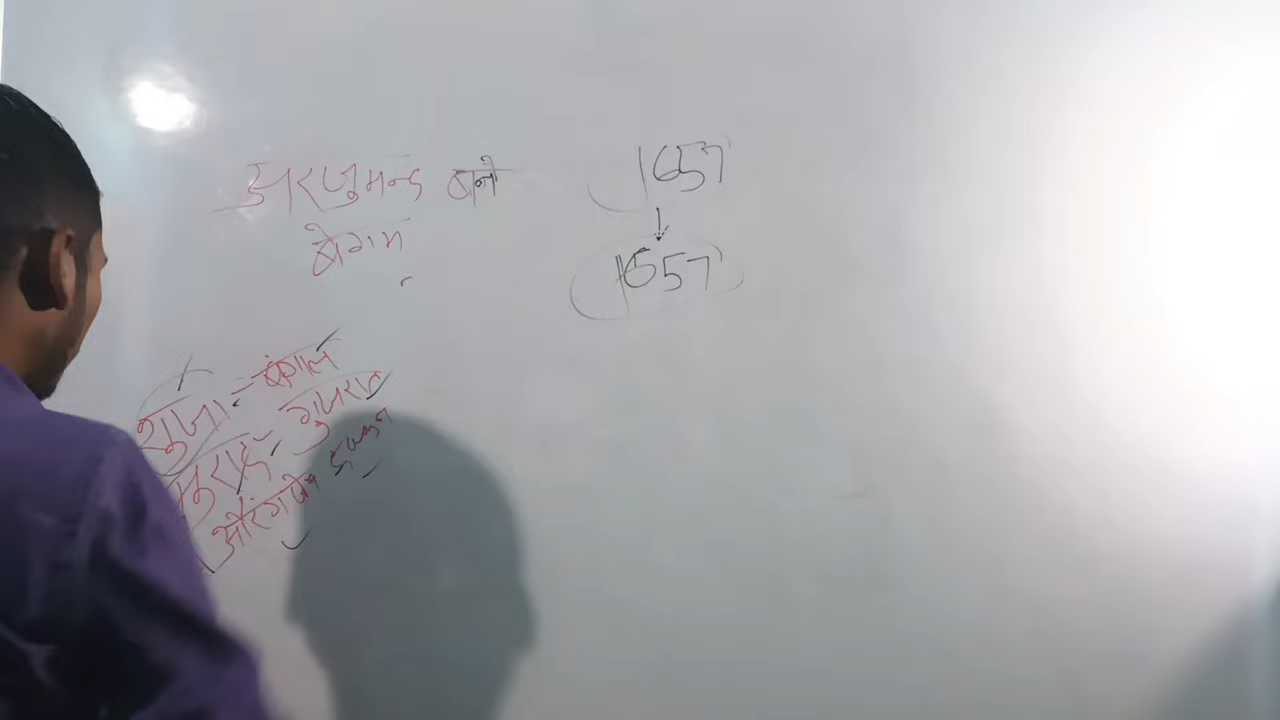 अरजुमन्द बानो
बेगम
1657
1657
शुजा = बंगाल
मुराद - गुजरात
औरंगजेब दक्कन